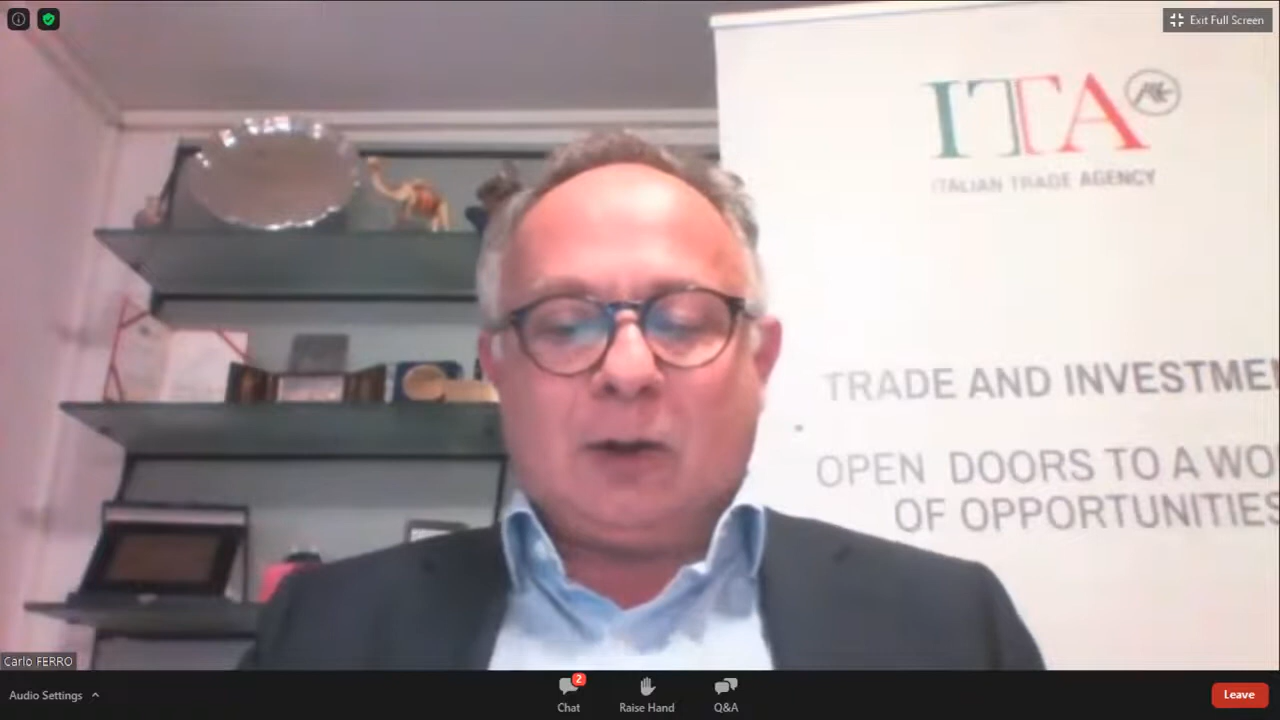 Exit Full Screen
ITA
ITALIAN TRADE AGENCY
TRADE AND INVESTMEN
OPEN DOORS TO A WO
OF OPPORTUNITIES
Carlo FERRO
Audio Settings
2
Chat
Raise Hand
Q&A
Leave